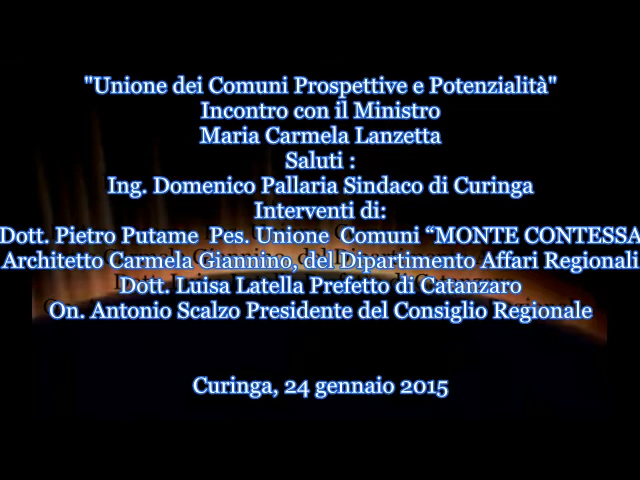 "Unione dei Comuni Prospettive e Potenzialità"
Incontro con il Ministro
Maria Carmela Lanzetta
Saluti :
Ing. Domenico Pallaria Sindaco di Curinga
Interventi di:
Dott. Pietro Putame Pes. Unione Comuni “MONTE CONTESSA
Architetto Carmela Giannino, del Dipartimento Affari Regionali
Dott. Luisa Latella Prefetto di Catanzaro
On. Antonio Scalzo Presidente del Consiglio Regionale
Curinga, 24 gennaio 2015